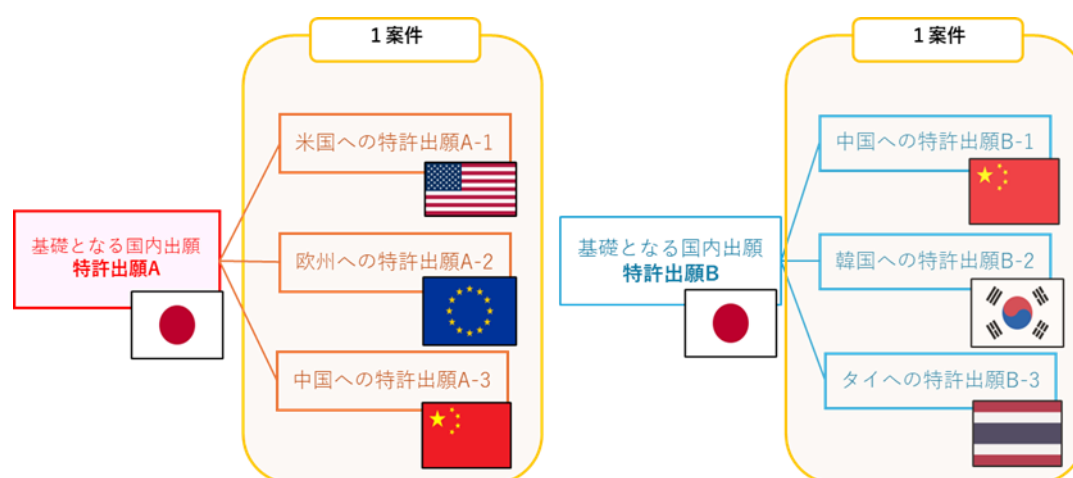 1案件
米国への特許出願A-1
基礎となる国内出願
特許出願A
欧州への特許出願A-2
中国への特許出願A-3
1案件
中国への特許出願B-1
基礎となる国内出願
特許出願B
韓国への特許出願B-2
タイへの特許出願B-3